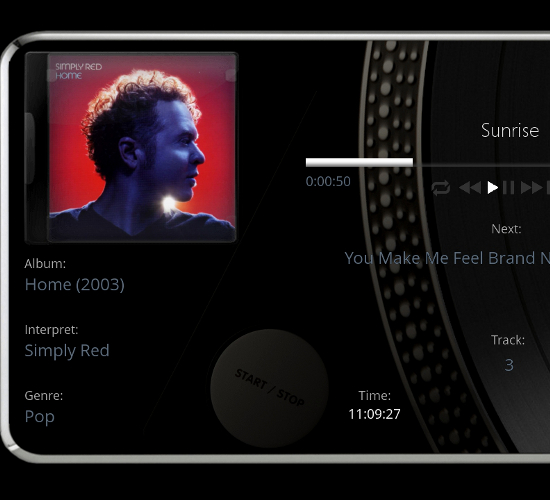 SIMPLY RED
HOME
Sunrise
0:00:50
Next:
You Make Me Feel Brand N
Album:
Home (2003)
Interpret:
Simply Red
Track:
3
Genre:
Pop
START / STOP
Time:
11:09:27